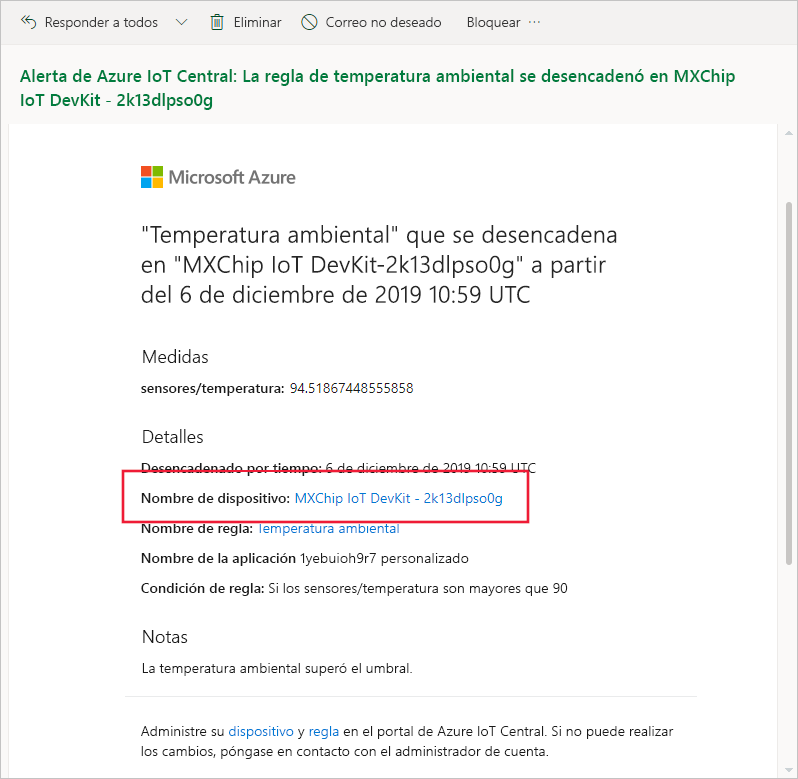 Responder a todos Eliminar Correo no deseado Bloquear ...
Alerta de Azure IoT Central: La regla de temperatura ambiental se desencadenó en MXChip
IoT DevKit - 2k13dlpso0g
Microsoft Azure
"Temperatura ambiental" que se desencadena
en "MXChip IoT DevKit-2k13dlpso0g" a partir
del 6 de diciembre de 2019 10:59 UTC
Medidas
sensores/temperatura: 94.51867448555858
Detalles
Desencadenado por tiempo: 6 de diciembre de 2019 10:59 UTC
Nombre de dispositivo: MXChip IoT DevKit - 2k13dlpso0g
Nombre de regla: Temperatura ambiental
Nombre de la aplicación 1yebuioh9r7 personalizado
Condición de regla: Si los sensores/temperatura son mayores que 90
Notas
La temperatura ambiental superó el umbral.
Administre su dispositivo y regla en el portal de Azure IoT Central. Si no puede realizar
los cambios, póngase en contacto con el administrador de cuenta.